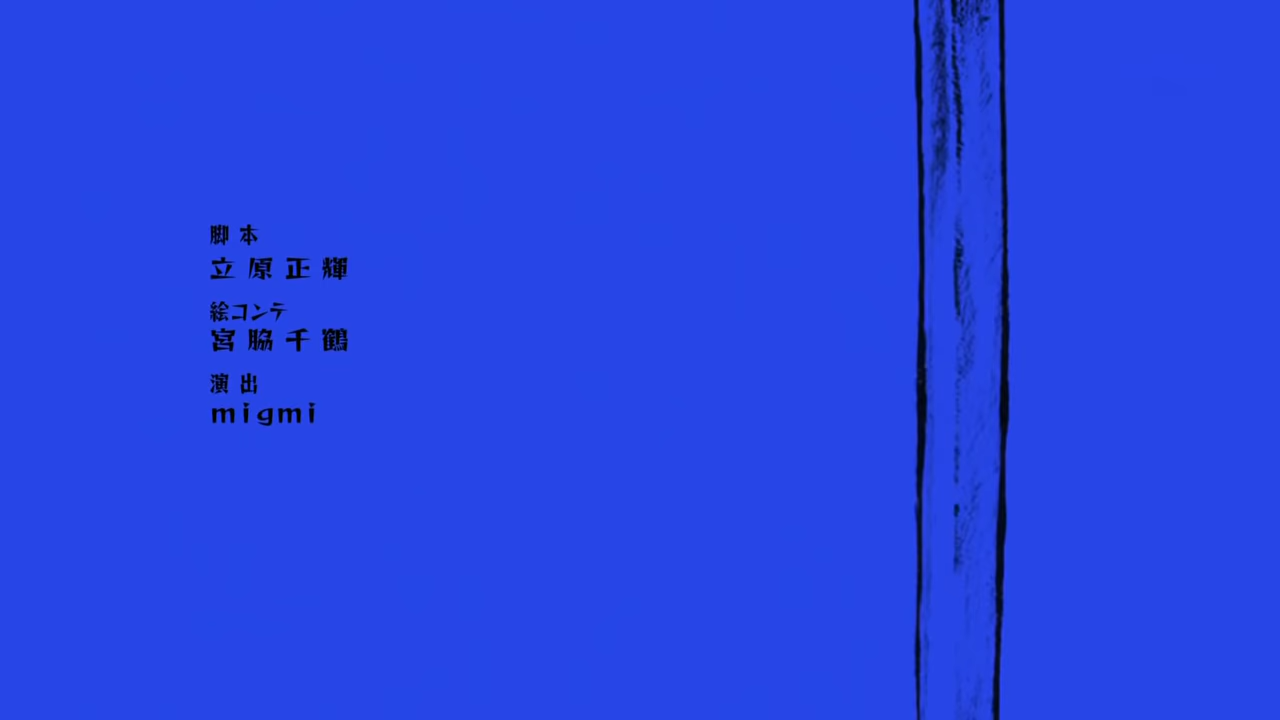 脚本
立原正輝
絵コンテ
宮脇千鶴
演出
migmi